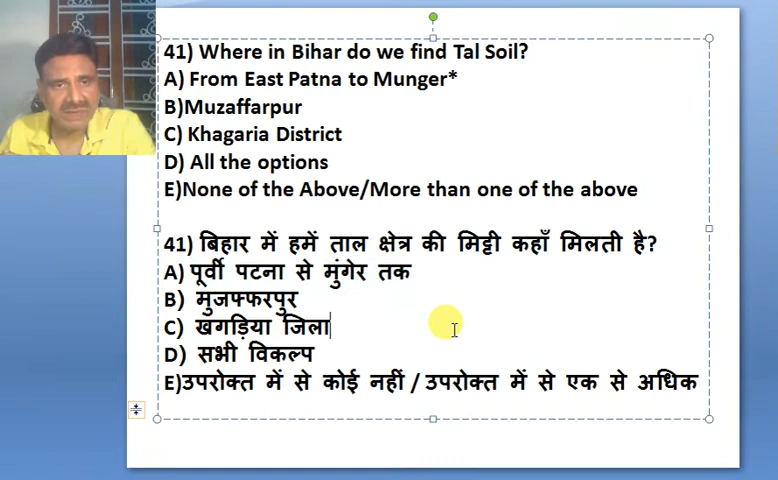 41) Where in Bihar do we find Tal Soil?
A) From East Patna to Munger*
B)Muzaffarpur
C) Khagaria District
D) All the options
E)None of the Above/More than one of the above
41) बिहार में हमें ताल क्षेत्र की मिट्टी कहाँ मिलती है?
A) पूर्वी पटना से मुंगेर तक
B) मुजफ्फरपुर
C) खगड़िया जिला
D) सभी विकल्प
E)उपरोक्त में से कोई नहीं / उपरोक्त में से एक से अधिक